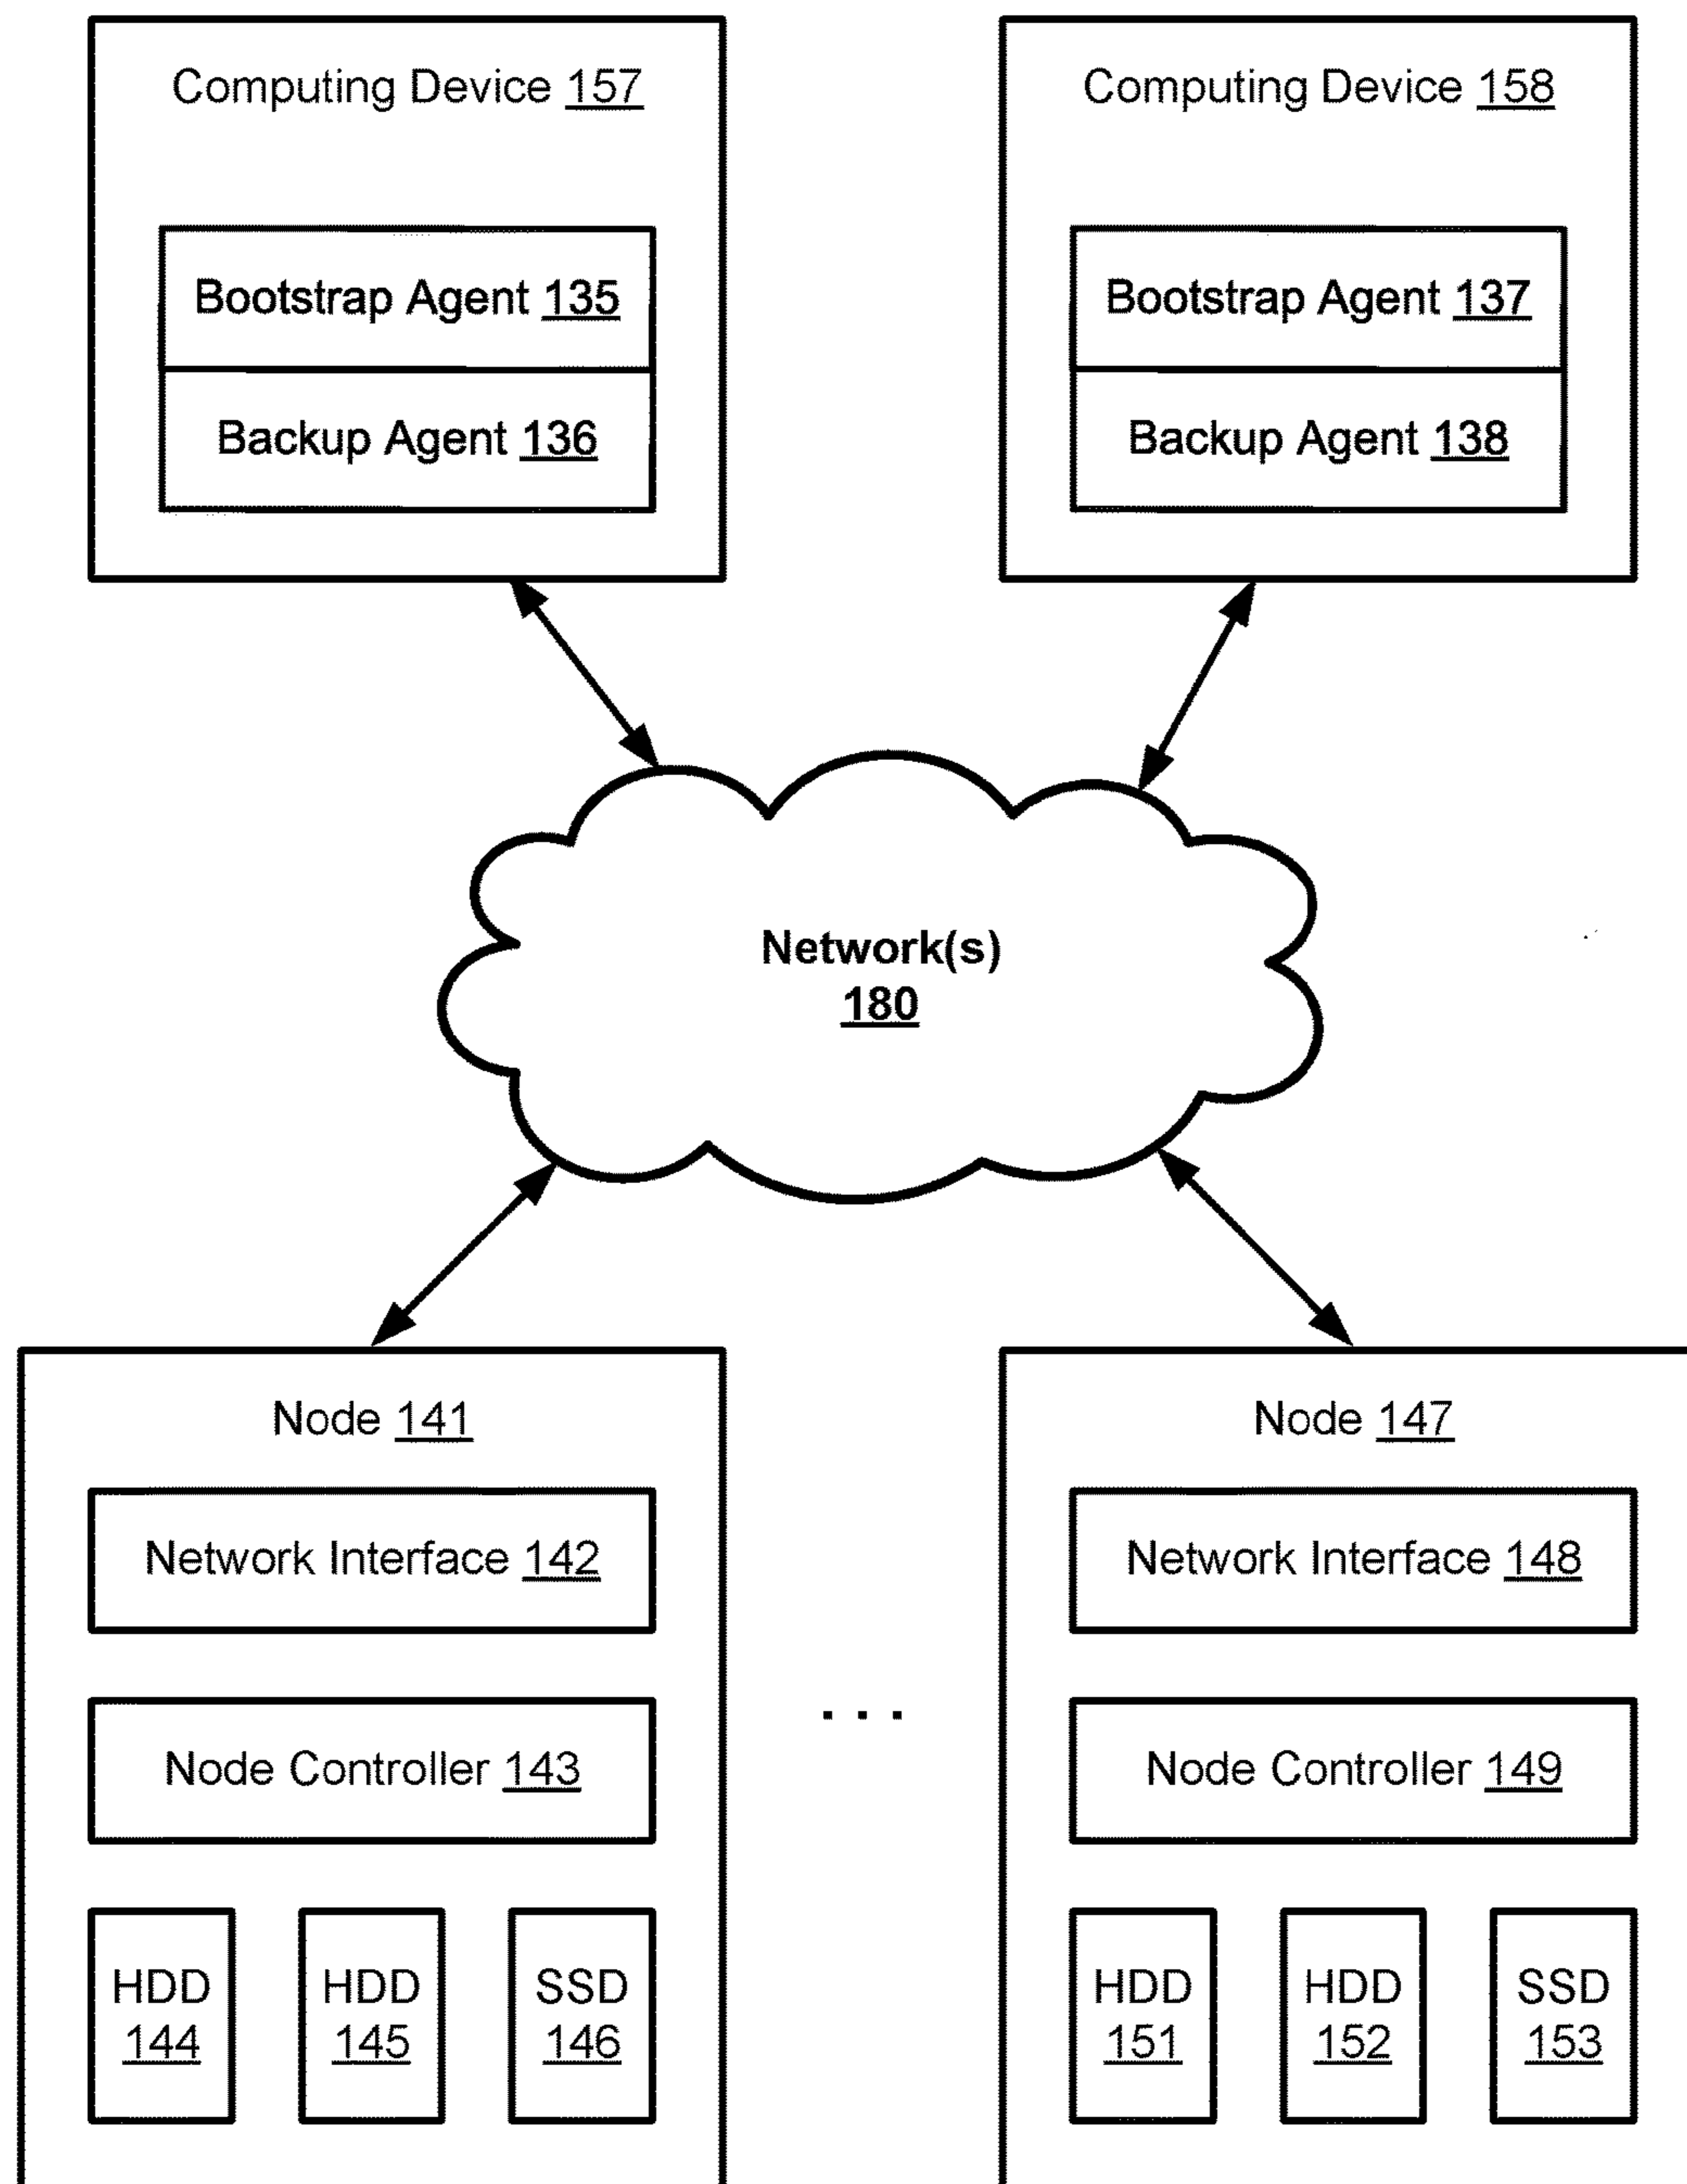 Computing Device 157
Bootstrap Agent 135
Backup Agent 136
Computing Device 158
Bootstrap Agent 137
Backup Agent 138
Network(s)
180
Node 141
Network Interface 142
Node Controller 143
HDD
144
HDD
145
SSD
146
...
Node 147
Network Interface 148
Node Controller 149
HDD
151
HDD
152
SSD
153